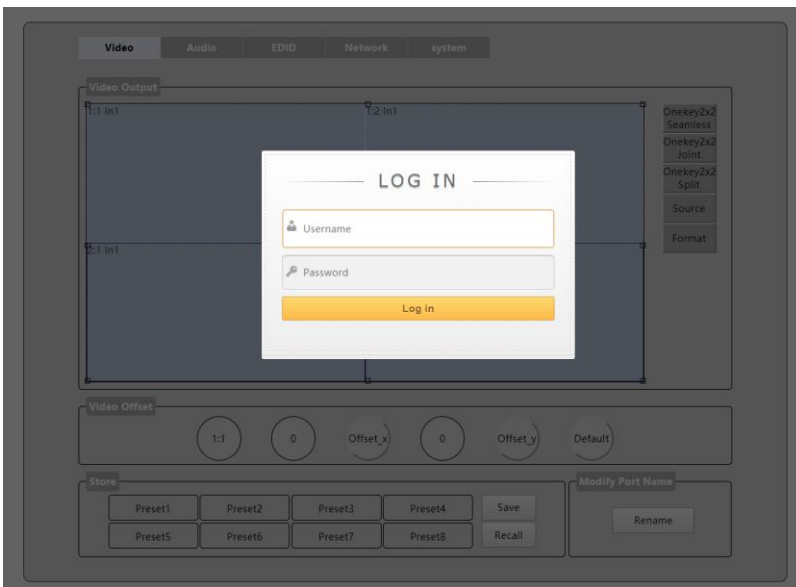 Video Audio EDID Network system
Video Output
1:1 In1 1:2 In1
Onekey2x2
Seamless
Onekey2x2
Joint
Onekey2x2
Split
Source
Format
2:1 In1
LOG IN
Username
Password
Log in
Video Offset
1:1 0 Offset_x 0 Offset_y Default
Store
Preset1 Preset2 Preset3 Preset4 Save
Preset5 Preset6 Preset7 Preset8 Recall
Modify Port Name
Rename